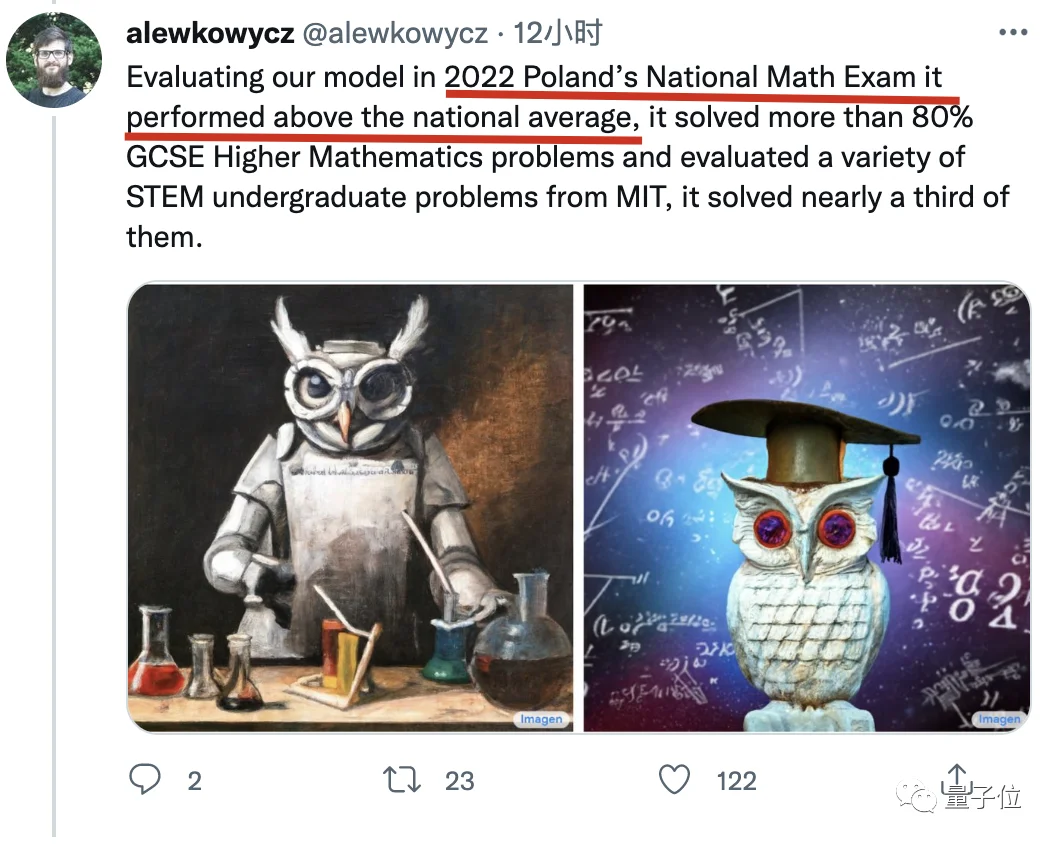 alewkowycz @alewkowycz · 12小时
Evaluating our model in 2022 Poland’s National Math Exam it
performed above the national average, it solved more than 80%
GCSE Higher Mathematics problems and evaluated a variety of
STEM undergraduate problems from MIT, it solved nearly a third of
them.
Imagen
Imagen
2
23
122
量子位